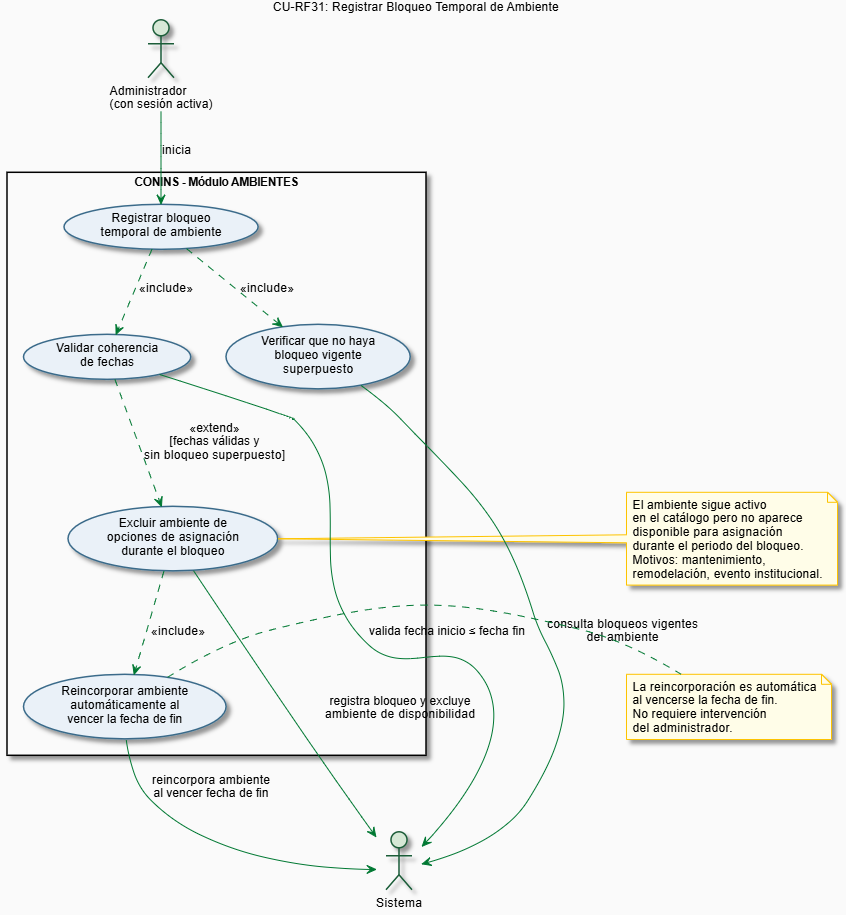 CU-RF31: Registrar Bloqueo Temporal de Ambiente
Administrador
(con sesión activa)
inicia
CONINS - Módulo AMBIENTES
Registrar bloqueo
temporal de ambiente
«include»
«include»
Validar coherencia
de fechas
Verificar que no haya
bloqueo vigente
superpuesto
«extend»
[fechas válidas y
sin bloqueo superpuesto]
Excluir ambiente de
opciones de asignación
durante el bloqueo
El ambiente sigue activo
en el catálogo pero no aparece
disponible para asignación
durante el periodo del bloqueo.
Motivos: mantenimiento,
remodelación, evento institucional.
«include»
valida fecha inicio ≤ fecha fin
consulta bloqueos vigentes
del ambiente
Reincorporar ambiente
automáticamente al
vencer la fecha de fin
registra bloqueo y excluye
ambiente de disponibilidad
La reincorporación es automática
al vencerse la fecha de fin.
No requiere intervención
del administrador.
reincorpora ambiente
al vencer fecha de fin
Sistema